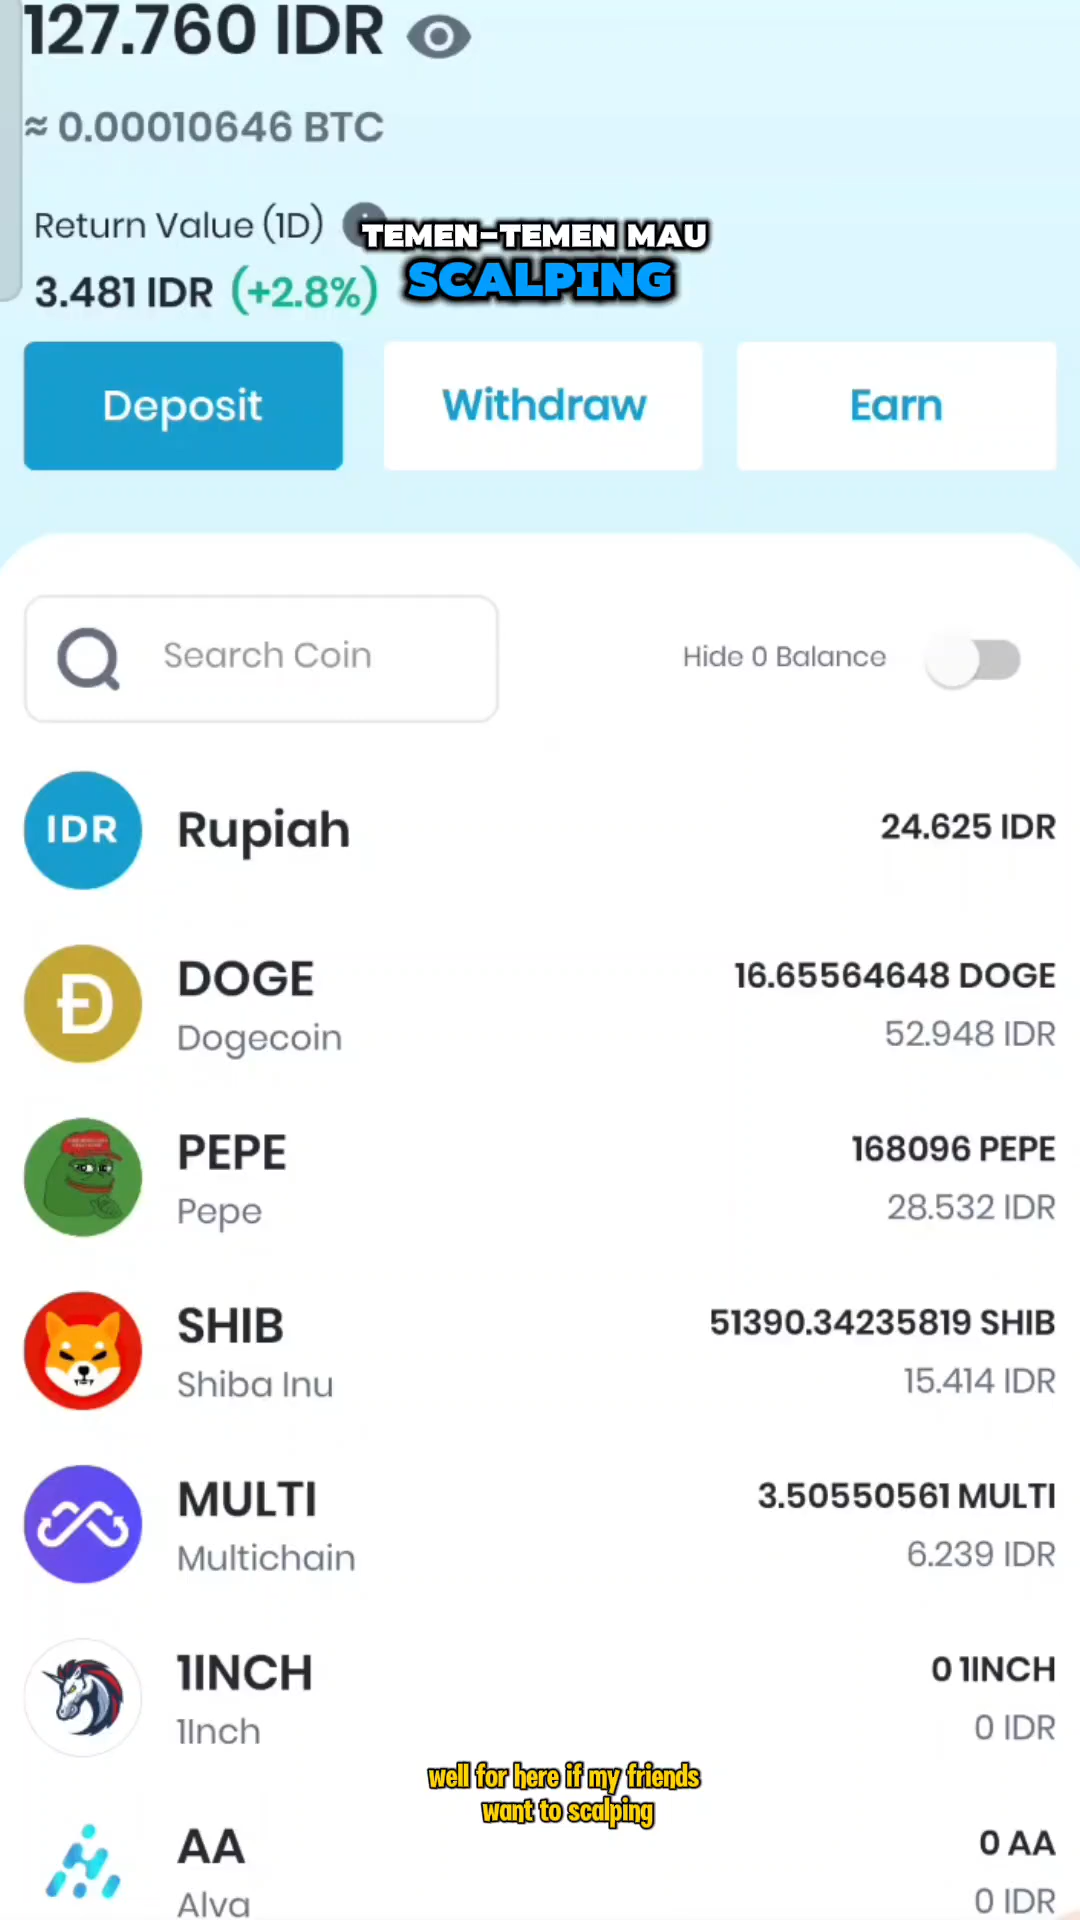 127.760 IDR
≈ 0.00010646 BTC
Return Value (1D)
TEMEN-TEMEN MAU
SCALPING
3.481 IDR (+2.8%)
Deposit
Withdraw
Earn
Search Coin
Hide 0 Balance
IDR
Rupiah
24.625 IDR
DOGE
16.65564648 DOGE
Dogecoin
52.948 IDR
PEPE
168096 PEPE
Pepe
28.532 IDR
SHIB
51390.34235819 SHIB
Shiba Inu
15.414 IDR
MULTI
3.50550561 MULTI
Multichain
6.239 IDR
1INCH
0 1INCH
1Inch
0 IDR
well for here if my friends
want to scalping
AA
0 AA
Alva
0 IDR